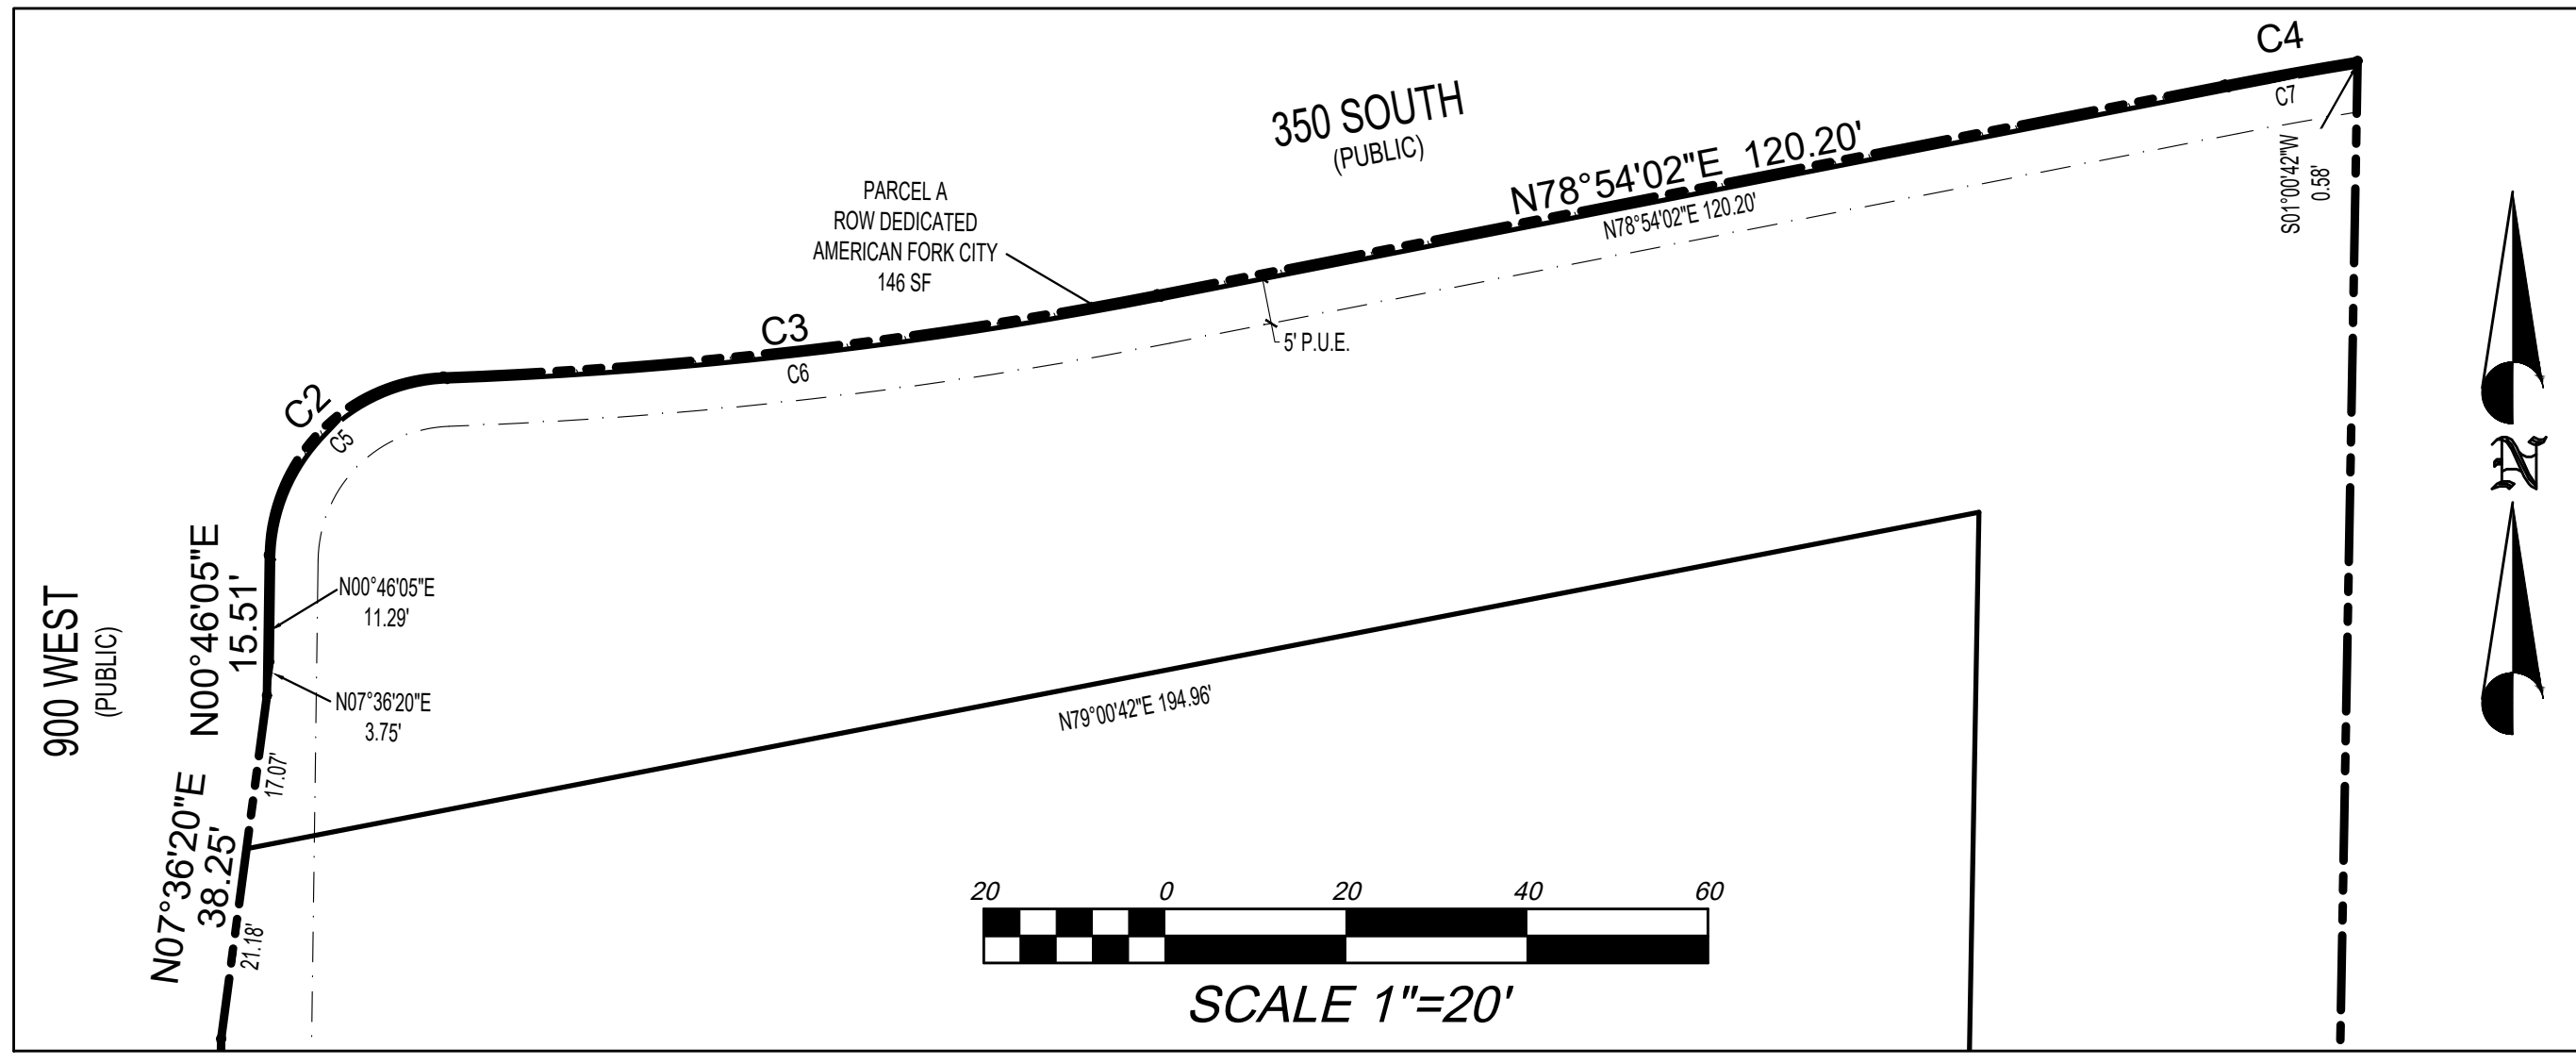 C4
C7
350 SOUTH
(PUBLIC)
N78°54'02"E 120.20'
N78°54'02"E 120.20'
S01°00'42"W
0.58'
PARCEL A
ROW DEDICATED
AMERICAN FORK CITY
146 SF
C3
C6
5' P.U.E.
C2
C5
N
900 WEST
(PUBLIC)
N00°46'05"E
15.51'
N00°46'05"E
11.29'
N07°36'20"E
3.75'
N79°00'42"E 194.96'
17.07'
N07°36'20"E
38.25'
21.18'
20 0 20 40 60
SCALE 1"=20'